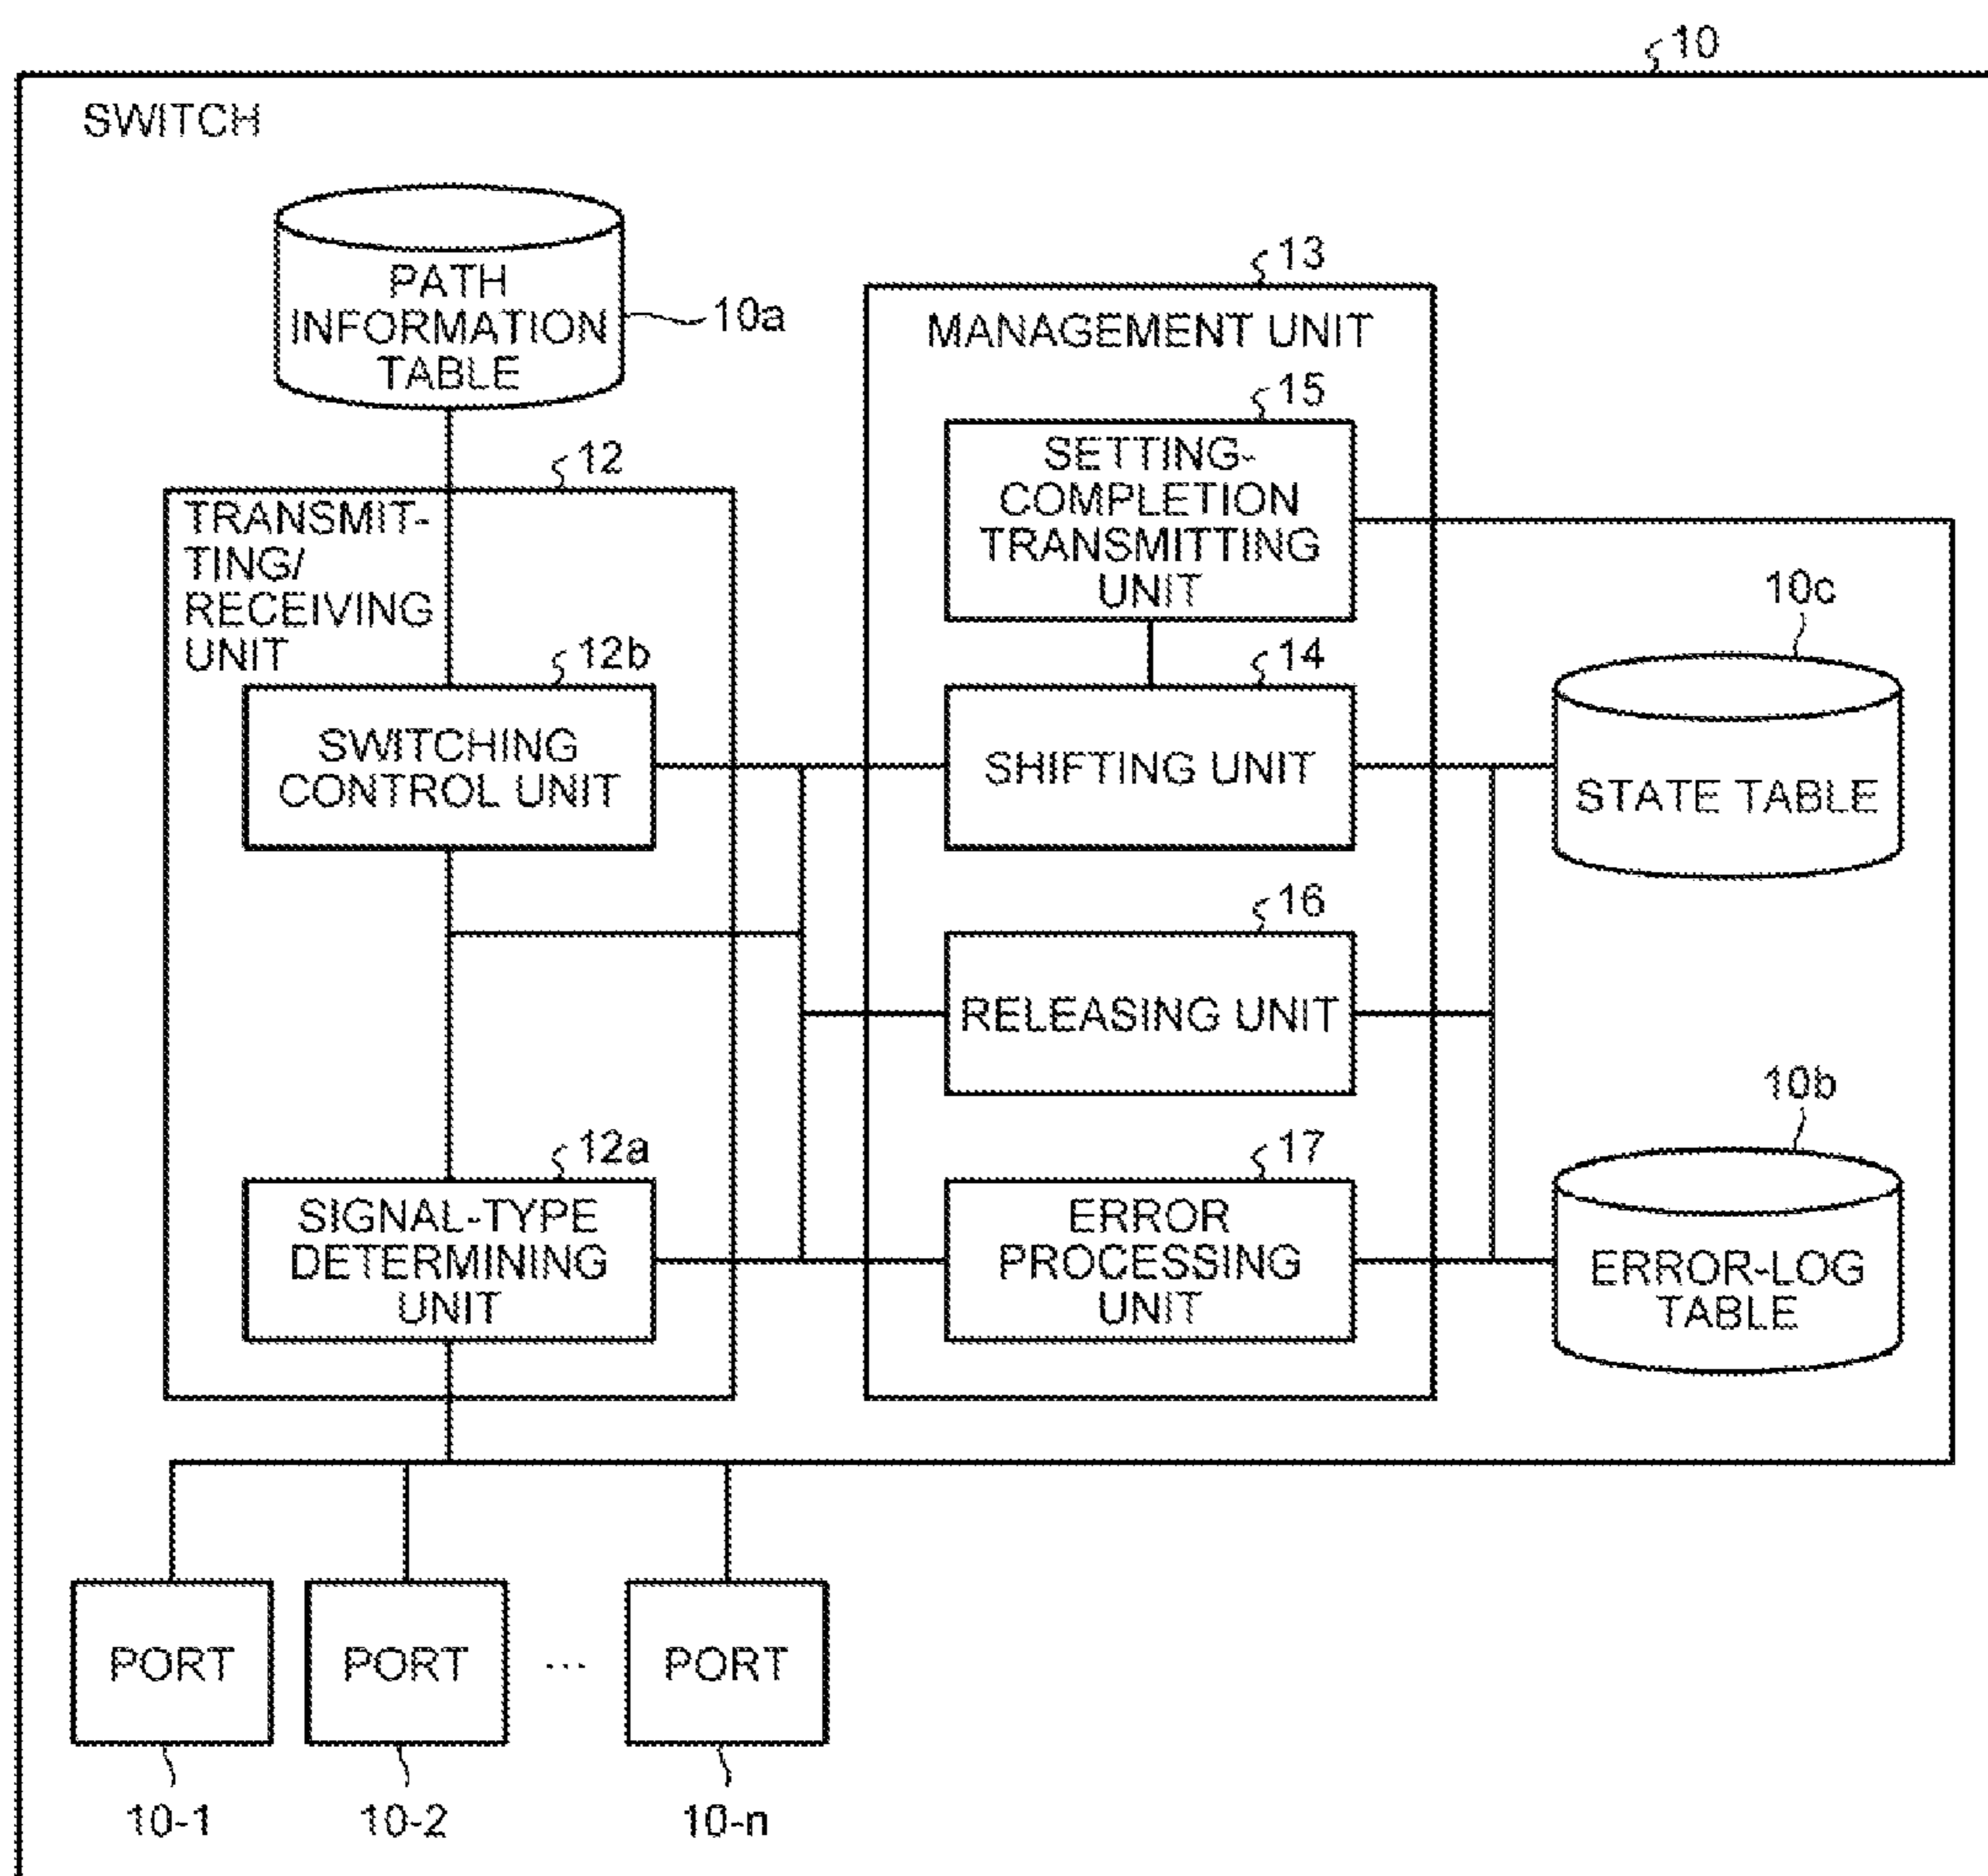 10
SWITCH
PATH
INFORMATION
TABLE
10a
13
MANAGEMENT UNIT
15
SETTING-
COMPLETION
TRANSMITTING
UNIT
12
TRANSMIT-
TING/
RECEIVING
UNIT
12b
SWITCHING
CONTROL UNIT
14
SHIFTING UNIT
10c
STATE TABLE
16
RELEASING UNIT
12a
SIGNAL-TYPE
DETERMINING
UNIT
17
ERROR
PROCESSING
UNIT
10b
ERROR-LOG
TABLE
PORT
PORT
...
PORT
10-1
10-2
10-n